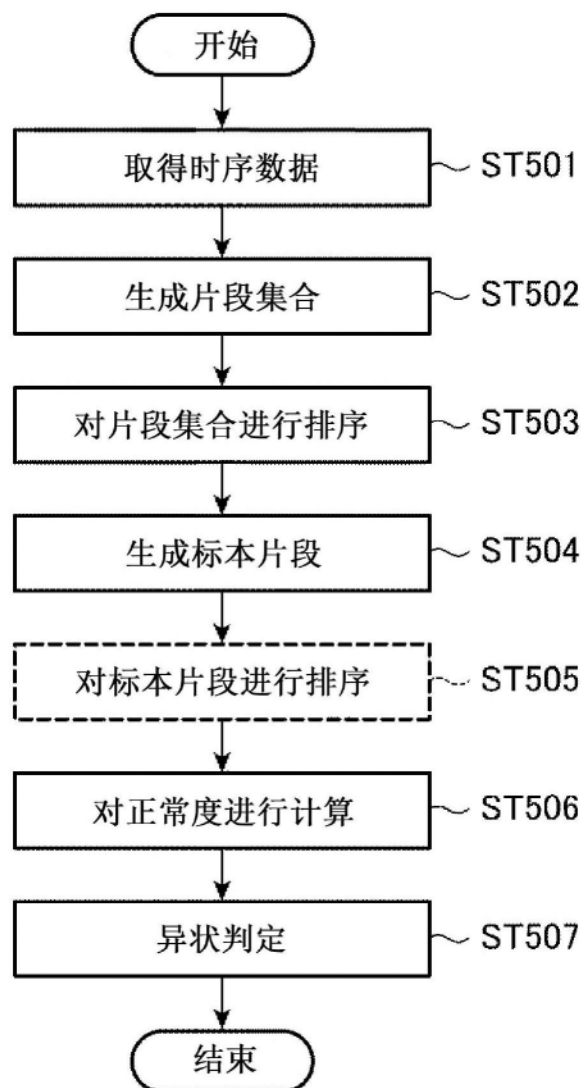 开始
取得时序数据 ST501
生成片段集合 ST502
对片段集合进行排序 ST503
生成标本片段 ST504
对标本片段进行排序 ST505
对正常度进行计算 ST506
异状判定 ST507
结束